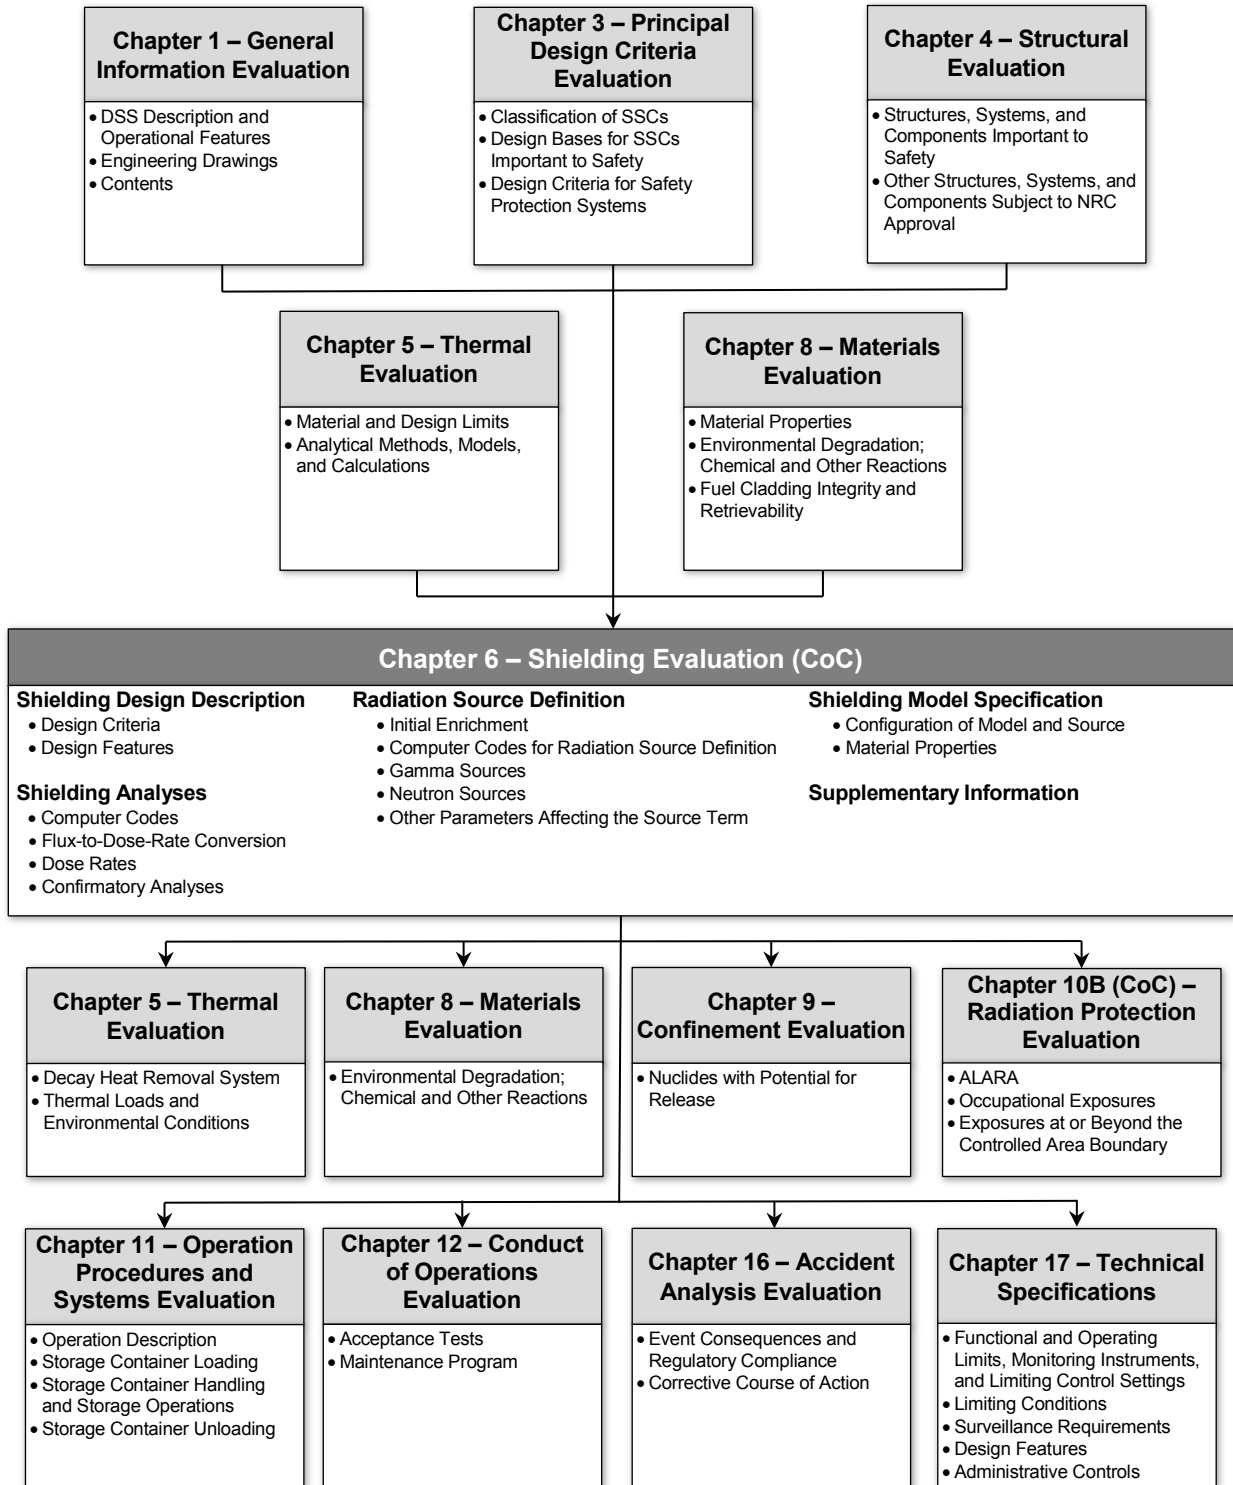 Chapter 1 – General
Information Evaluation
• DSS Description and
Operational Features
• Engineering Drawings
• Contents
Chapter 3 – Principal
Design Criteria
Evaluation
• Classification of SSCs
• Design Bases for SSCs
Important to Safety
• Design Criteria for Safety
Protection Systems
Chapter 4 – Structural
Evaluation
• Structures, Systems, and
Components Important to
Safety
• Other Structures, Systems, and
Components Subject to NRC
Approval
Chapter 5 – Thermal
Evaluation
• Material and Design Limits
• Analytical Methods, Models,
and Calculations
Chapter 8 – Materials
Evaluation
• Material Properties
• Environmental Degradation;
Chemical and Other Reactions
• Fuel Cladding Integrity and
Retrievability
Chapter 6 – Shielding Evaluation (CoC)
Shielding Design Description
• Design Criteria
• Design Features
Shielding Analyses
• Computer Codes
• Flux-to-Dose-Rate Conversion
• Dose Rates
• Confirmatory Analyses
Radiation Source Definition
• Initial Enrichment
• Computer Codes for Radiation Source Definition
• Gamma Sources
• Neutron Sources
• Other Parameters Affecting the Source Term
Shielding Model Specification
• Configuration of Model and Source
• Material Properties
Supplementary Information
Chapter 5 – Thermal
Evaluation
• Decay Heat Removal System
• Thermal Loads and
Environmental Conditions
Chapter 8 – Materials
Evaluation
• Environmental Degradation;
Chemical and Other Reactions
Chapter 9 –
Confinement Evaluation
• Nuclides with Potential for
Release
Chapter 10B (CoC) –
Radiation Protection
Evaluation
• ALARA
• Occupational Exposures
• Exposures at or Beyond the
Controlled Area Boundary
Chapter 11 – Operation
Procedures and
Systems Evaluation
• Operation Description
• Storage Container Loading
• Storage Container Handling
and Storage Operations
• Storage Container Unloading
Chapter 12 – Conduct
of Operations
Evaluation
• Acceptance Tests
• Maintenance Program
Chapter 16 – Accident
Analysis Evaluation
• Event Consequences and
Regulatory Compliance
• Corrective Course of Action
Chapter 17 – Technical
Specifications
• Functional and Operating
Limits, Monitoring Instruments,
and Limiting Control Settings
• Limiting Conditions
• Surveillance Requirements
• Design Features
• Administrative Controls